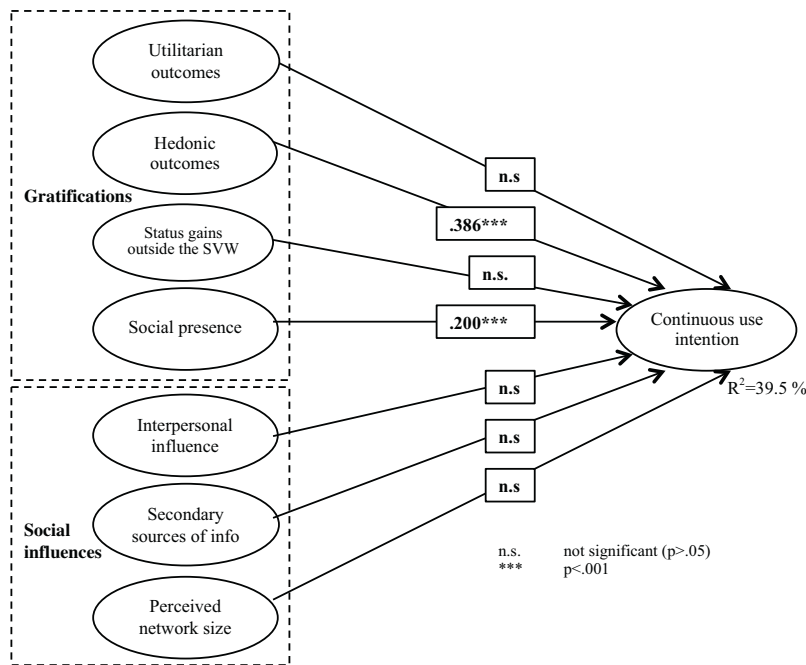 Utilitarian
outcomes
Hedonic
outcomes
Gratifications
Status gains
outside the SVW
Social presence
Interpersonal
influence
Secondary
sources of info
Social
influences
Perceived
network size
n.s
.386***
n.s.
.200***
n.s
n.s
n.s
Continuous use
intention
R²=39.5 %
n.s. not significant (p>.05)
*** p<.001